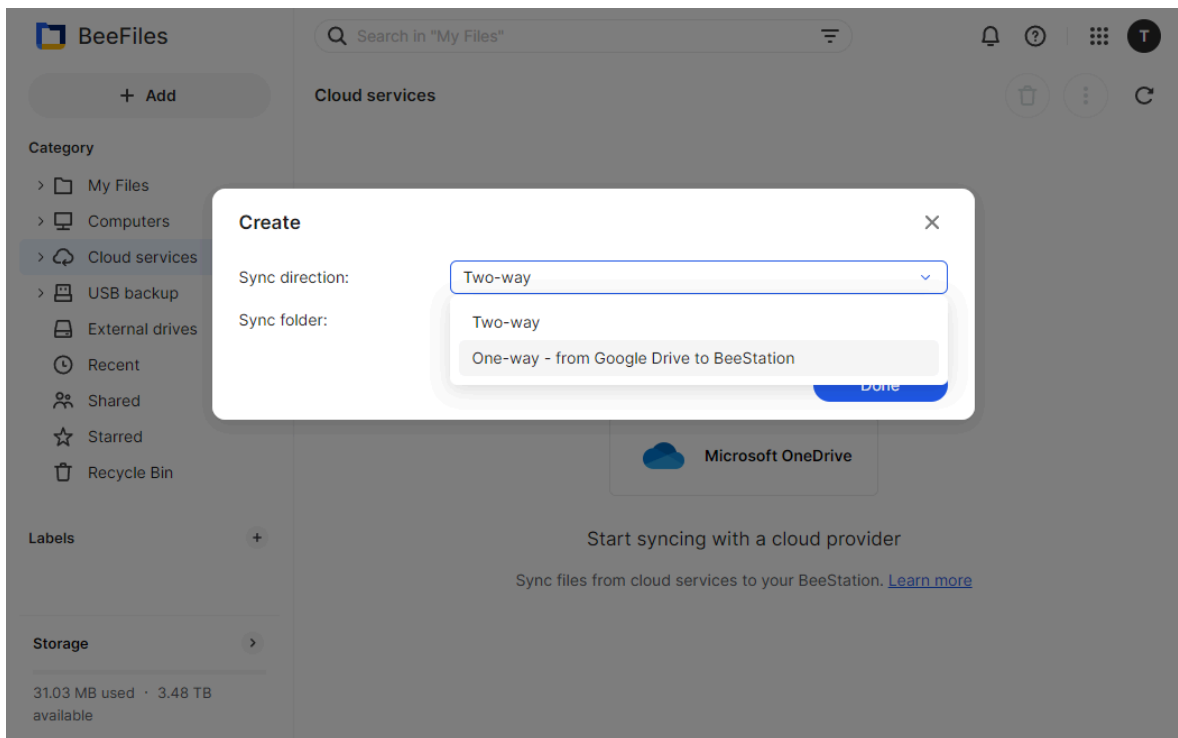 BeeFiles
Search in "My Files"
T
+ Add
Cloud services
Category
My Files
Computers
Cloud services
USB backup
External drives
Recent
Shared
Starred
Recycle Bin
Labels
+
Storage
31.03 MB used · 3.48 TB
available
Create
Sync direction:
Two-way
Sync folder:
Two-way
One-way - from Google Drive to BeeStation
Done
Microsoft OneDrive
Start syncing with a cloud provider
Sync files from cloud services to your BeeStation. Learn more